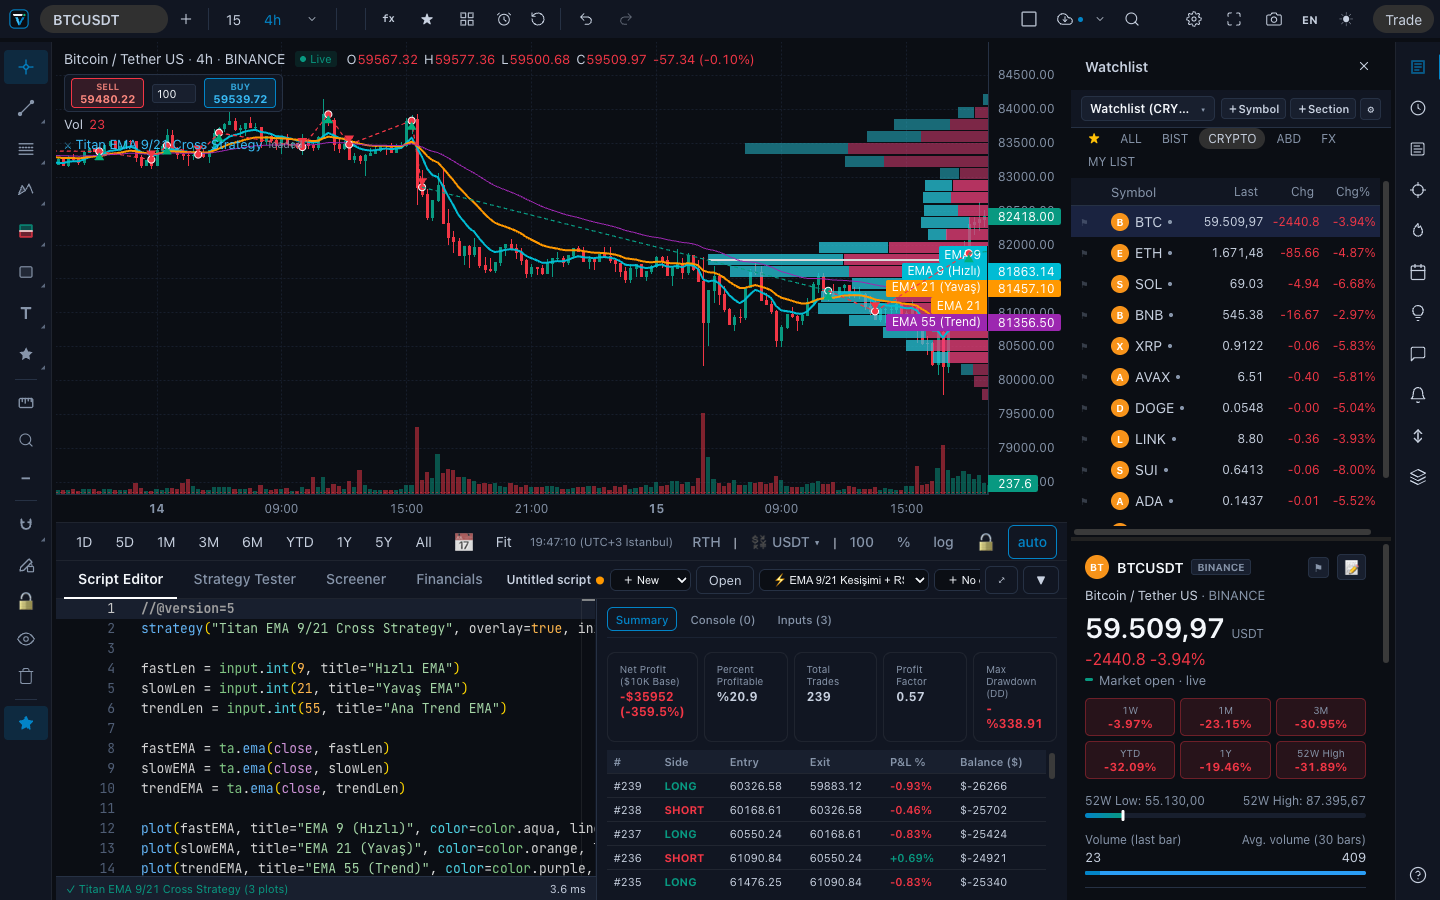 BTCUSDT
15 4h fx EN Trade
Bitcoin / Tether US · 4h · BINANCE Live O59567.32 H59577.36 L59500.68 C59509.97 -57.34 (-0.10%)
SELL 59480.22 100 BUY 59539.72
Vol 23
Titan EMA 9/21 Cross Strategy
84500.00
84000.00
83500.00
83000.00
82418.00
82000.00
EMA 9
EMA 9 (Hızlı) 81863.14
EMA 21 (Yavaş) 81457.10
EMA 21
EMA 55 (Trend) 81356.50
80500.00
80000.00
79500.00
79000.00
237.6
14 09:00 15:00 21:00 15 09:00 15:00
1D 5D 1M 3M 6M YTD 1Y 5Y All Fit 19:47:10 (UTC+3 Istanbul) RTH | USDT | 100 % log auto
Script Editor Strategy Tester Screener Financials Untitled script + New Open EMA 9/21 Kesişimi + RS + No
1 //@version=5
2 strategy("Titan EMA 9/21 Cross Strategy", overlay=true, in
3
4 fastLen = input.int(9, title="Hızlı EMA")
5 slowLen = input.int(21, title="Yavaş EMA")
6 trendLen = input.int(55, title="Ana Trend EMA")
7
8 fastEMA = ta.ema(close, fastLen)
9 slowEMA = ta.ema(close, slowLen)
10 trendEMA = ta.ema(close, trendLen)
11
12 plot(fastEMA, title="EMA 9 (Hızlı)", color=color.aqua, lin
13 plot(slowEMA, title="EMA 21 (Yavaş)", color=color.orange,
14 plot(trendEMA, title="EMA 55 (Trend)", color=color.purple,
✓ Titan EMA 9/21 Cross Strategy (3 plots) 3.6 ms
Summary Console (0) Inputs (3)
Net Profit ($10K Base) -$35952 (-359.5%)
Percent Profitable %20.9
Total Trades 239
Profit Factor 0.57
Max Drawdown (DD) -%338.91
# Side Entry Exit P&L % Balance ($)
#239 LONG 60326.58 59883.12 -0.93% $-26266
#238 SHORT 60168.61 60326.58 -0.46% $-25702
#237 LONG 60550.24 60168.61 -0.83% $-25424
#236 SHORT 61090.84 60550.24 +0.69% $-24921
#235 LONG 61476.25 61090.84 -0.83% $-25340
Watchlist
Watchlist (CRY... +Symbol +Section
ALL BIST CRYPTO ABD FX
MY LIST
Symbol Last Chg Chg%
B BTC 59.509,97 -2440.8 -3.94%
E ETH 1.671,48 -85.66 -4.87%
S SOL 69.03 -4.94 -6.68%
B BNB 545.38 -16.67 -2.97%
X XRP 0.9122 -0.06 -5.83%
A AVAX 6.51 -0.40 -5.81%
D DOGE 0.0548 -0.00 -5.04%
L LINK 8.80 -0.36 -3.93%
S SUI 0.6413 -0.06 -8.00%
A ADA 0.1437 -0.01 -5.52%
BT BTCUSDT BINANCE
Bitcoin / Tether US · BINANCE
59.509,97 USDT
-2440.8 -3.94%
Market open · live
1W -3.97%
1M -23.15%
3M -30.95%
YTD -32.09%
1Y -19.46%
52W High -31.89%
52W Low: 55.130,00 52W High: 87.395,67
Volume (last bar) Avg. volume (30 bars)
23 409